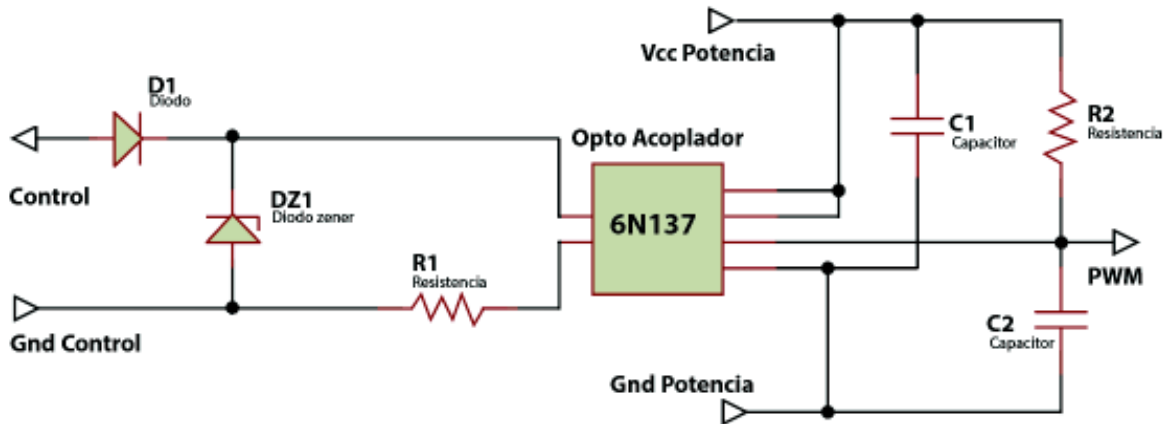 Vcc Potencia
D1
Diodo
Control
DZ1
Diodo zener
R1
Resistencia
Gnd Control
Opto Acoplador
6N137
C1
Capacitor
R2
Resistencia
PWM
C2
Capacitor
Gnd Potencia